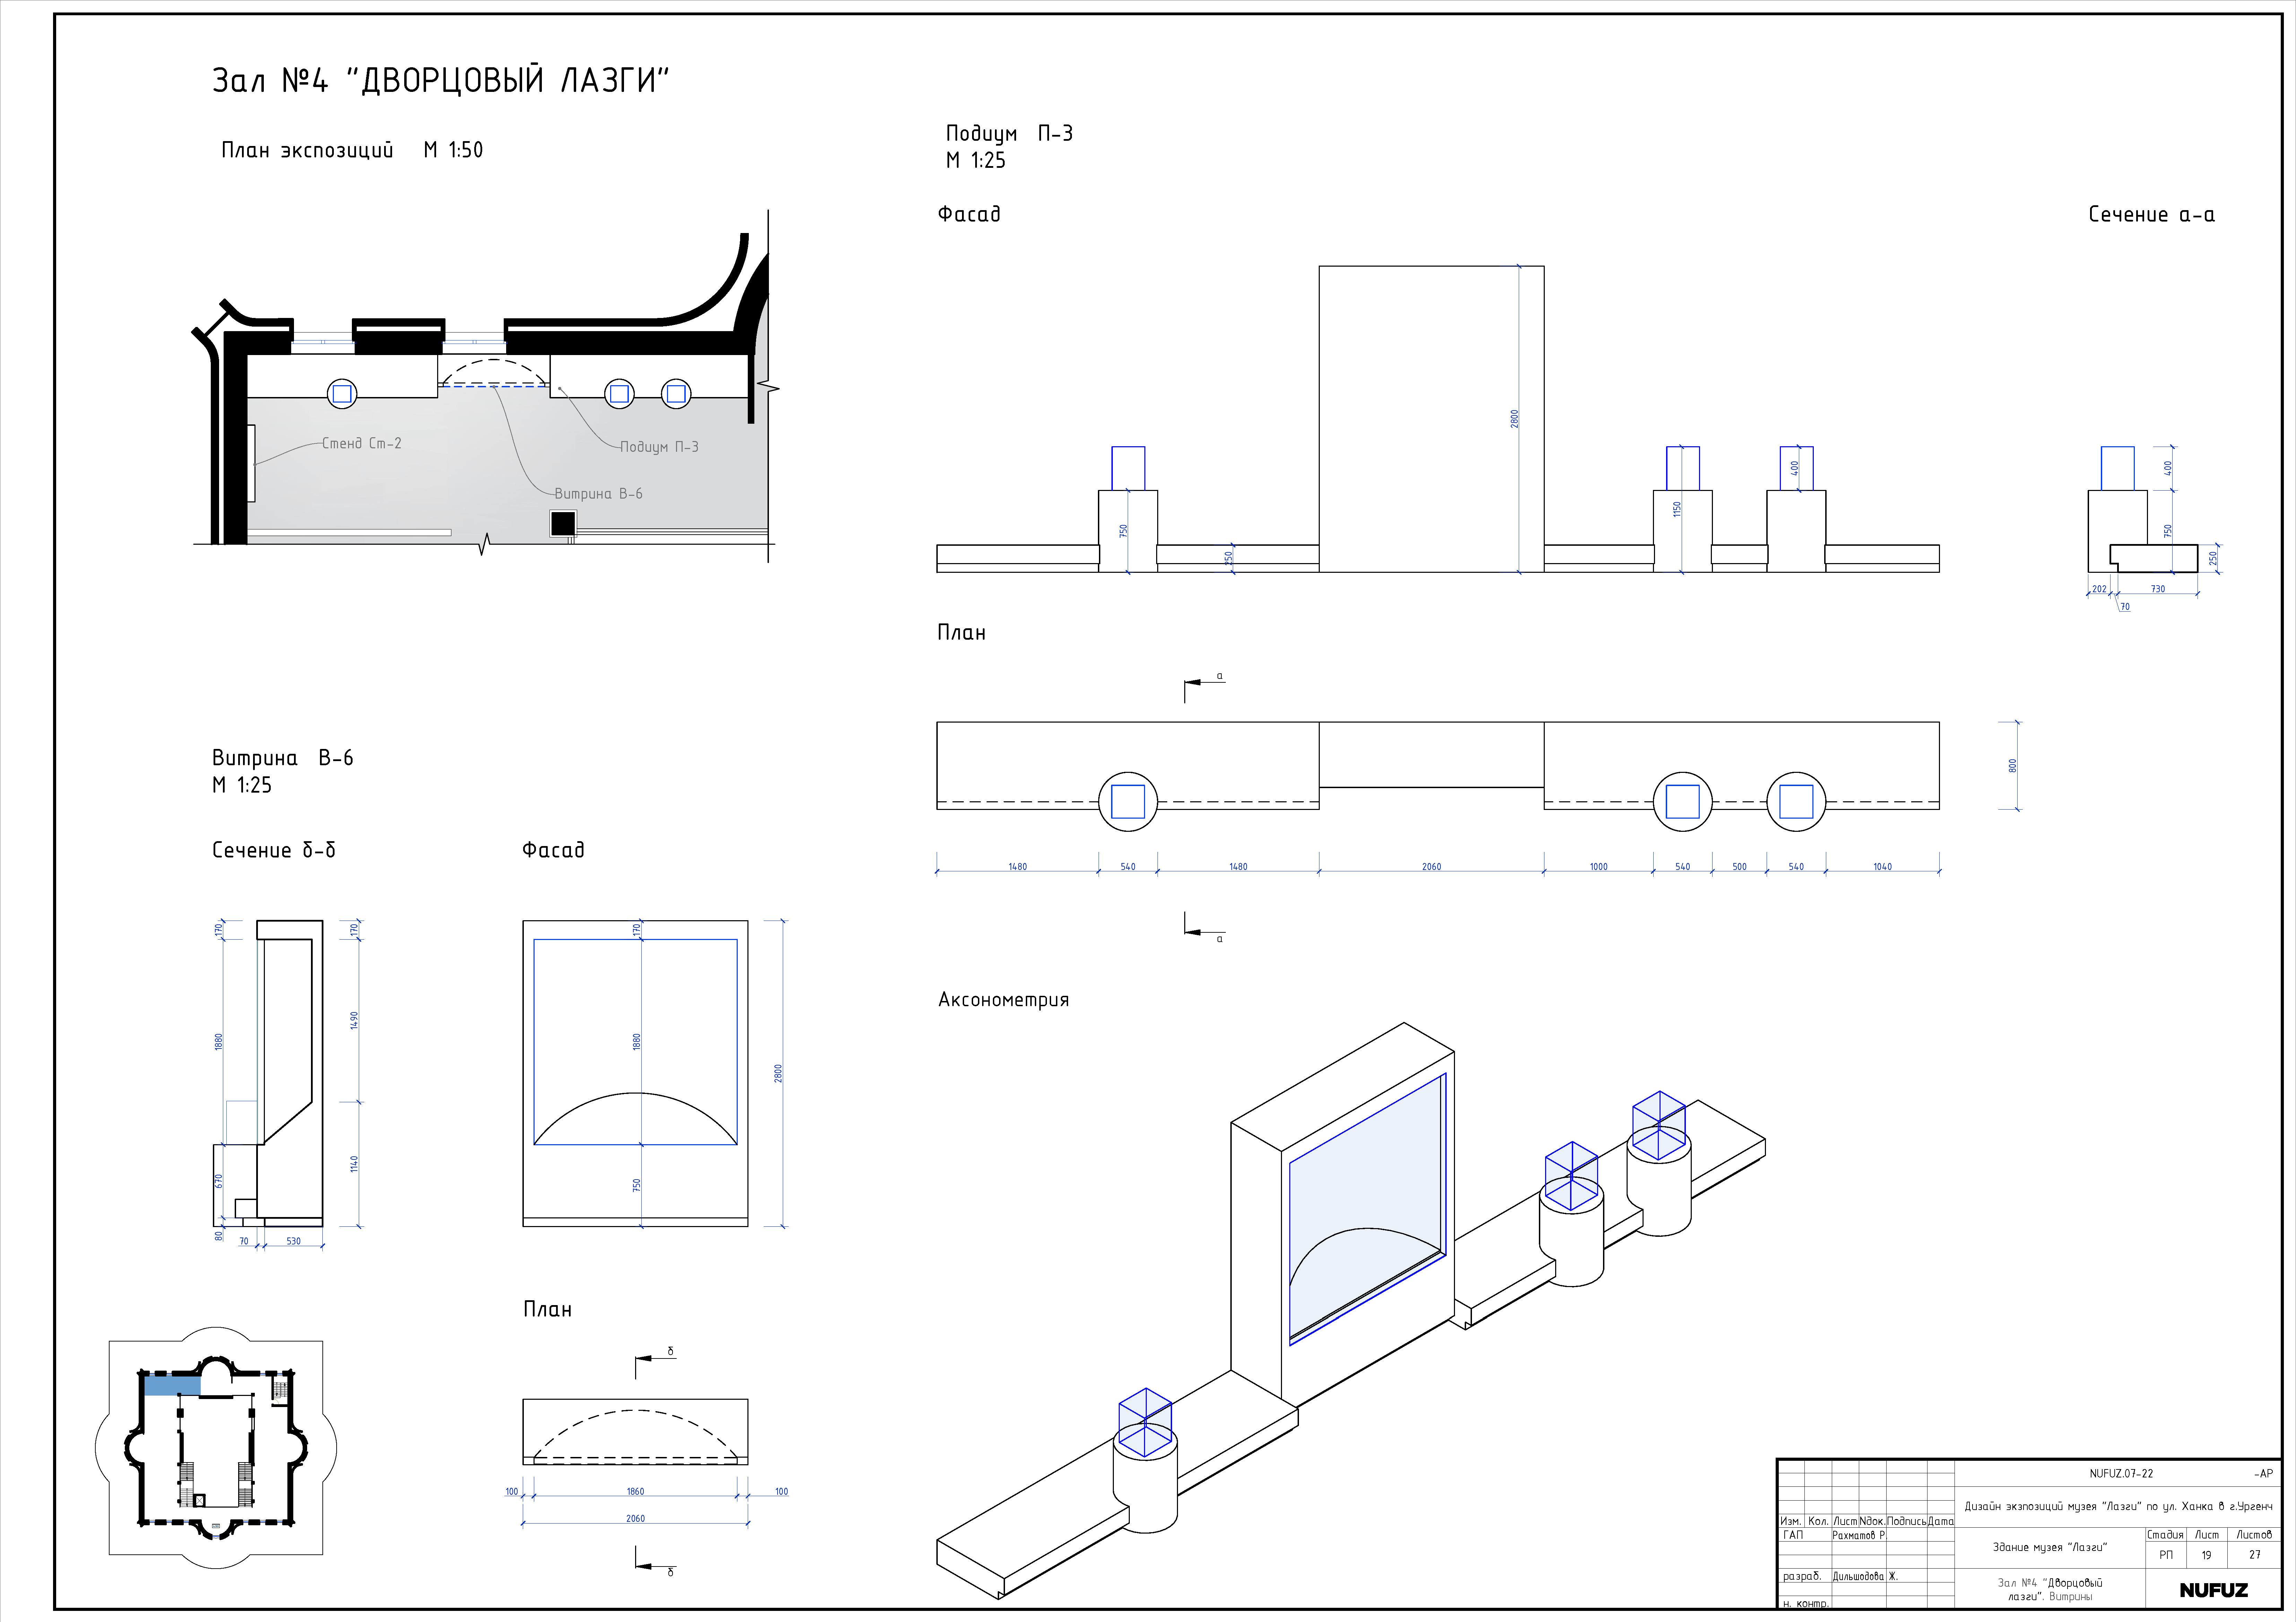 Зал №4 "ДВОРЦОВЫЙ ЛАЗГИ"
План экспозиций М 1:50
Стенд Ст-2
Подиум П-3
Витрина В-6
Подиум П-3
М 1:25
Фасад
2800
750
250
1150
400
Сечение а-а
400
750
250
202
730
70
План
а
800
1480 540 1480 2060 1000 540 500 540 1040
а
Аксонометрия
Витрина В-6
М 1:25
Сечение б-б
170
1880
670
80
170
1490
1140
70 530
Фасад
170
1880
750
2800
План
б
100 1860 100
2060
б
NUFUZ.07-22 -АР
Дизайн экзпозиций музея "Лазги" по ул. Ханка в г.Ургенч
Изм. Кол. Лист Nдок. Подпись Дата
ГАП Рахматов Р.
Здание музея "Лазги"
Стадия Лист Листов
РП 19 27
разраб. Дильшодова Ж.
Зал №4 "Дворцовый
лазги". Витрины
NUFUZ
н. контр.